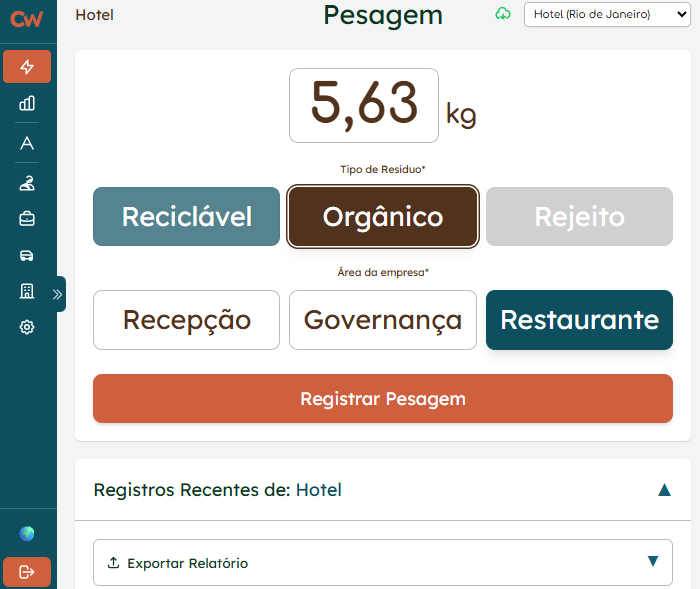 CW
Hotel
Pesagem
Hotel (Rio de Janeiro)
5,63 kg
Tipo de Resíduo*
Reciclável
Orgânico
Rejeito
Área da empresa*
Recepção
Governança
Restaurante
Registrar Pesagem
Registros Recentes de: Hotel
Exportar Relatório